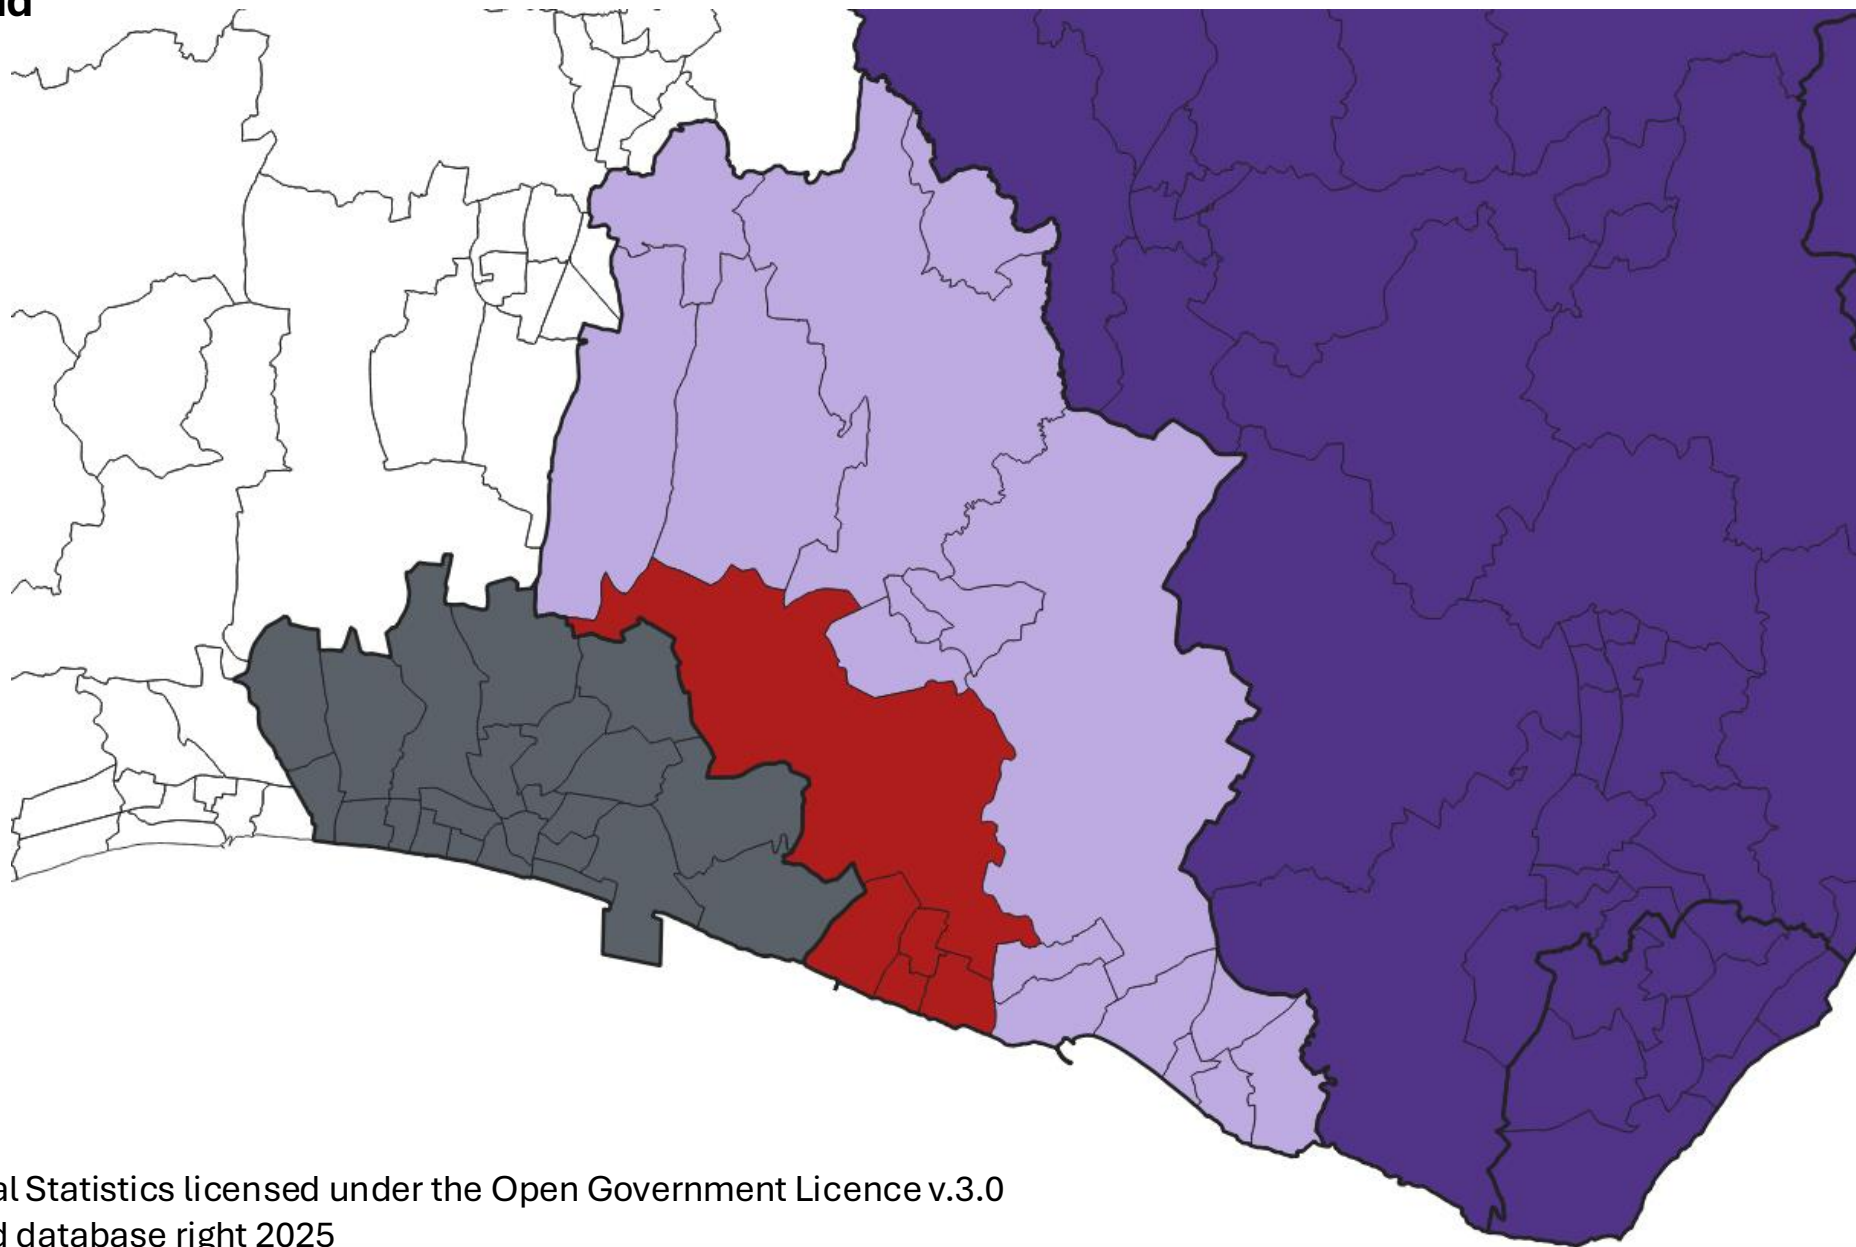 al Statistics licensed under the Open Government Licence v.3.0
d database right 2025